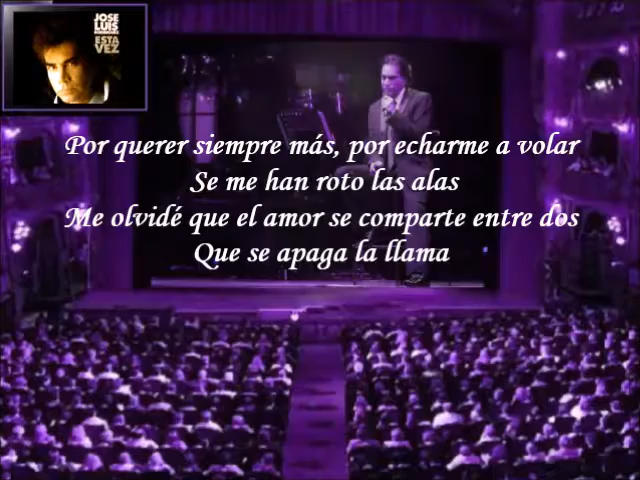 JOSE
LUIS
ESTA
VEZ
Por querer siempre más, por echarme a volar
Se me han roto las alas
Me olvidé que el amor se comparte entre dos
Que se apaga la llama